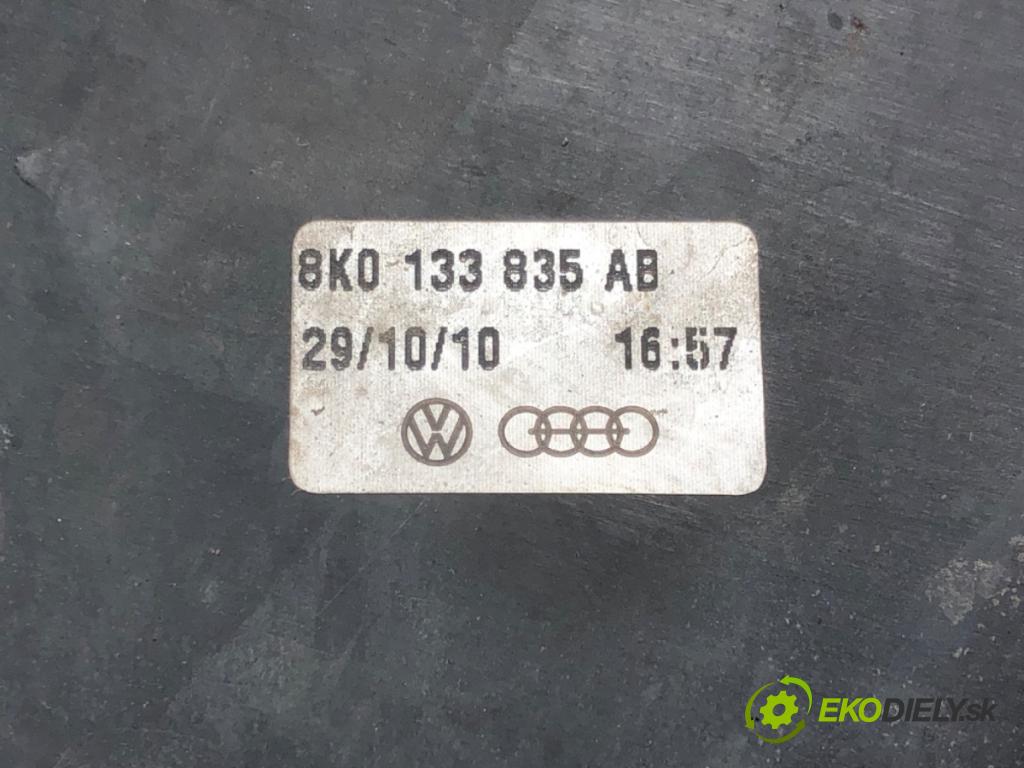 8K0 133 835 AB
29/10/10 16:57
EKODIELY.sk